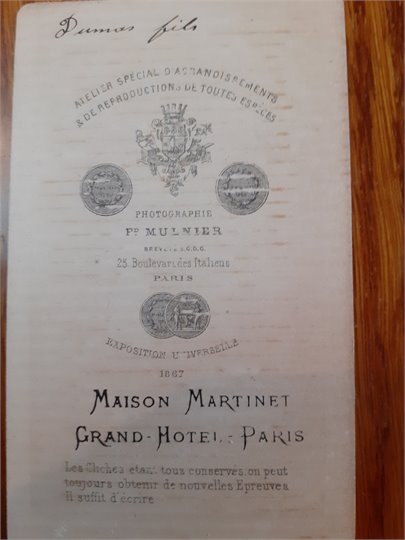 Dumas fils
ATELIER SPÉCIAL D'AGRANDISSEMENTS
& DE REPRODUCTIONS DE TOUTES ESPÈCES
PHOTOGRAPHIE
Fd MULNIER
BREVETÉ S.G.D.G.
25 Boulevard des Italiens
PARIS
EXPOSITION UNIVERSELLE
1867
MAISON MARTINET
GRAND-HOTEL-PARIS
Les Clichés étant tous conservés, on peut
toujours obtenir de nouvelles Epreuves
il suffit d'écrire